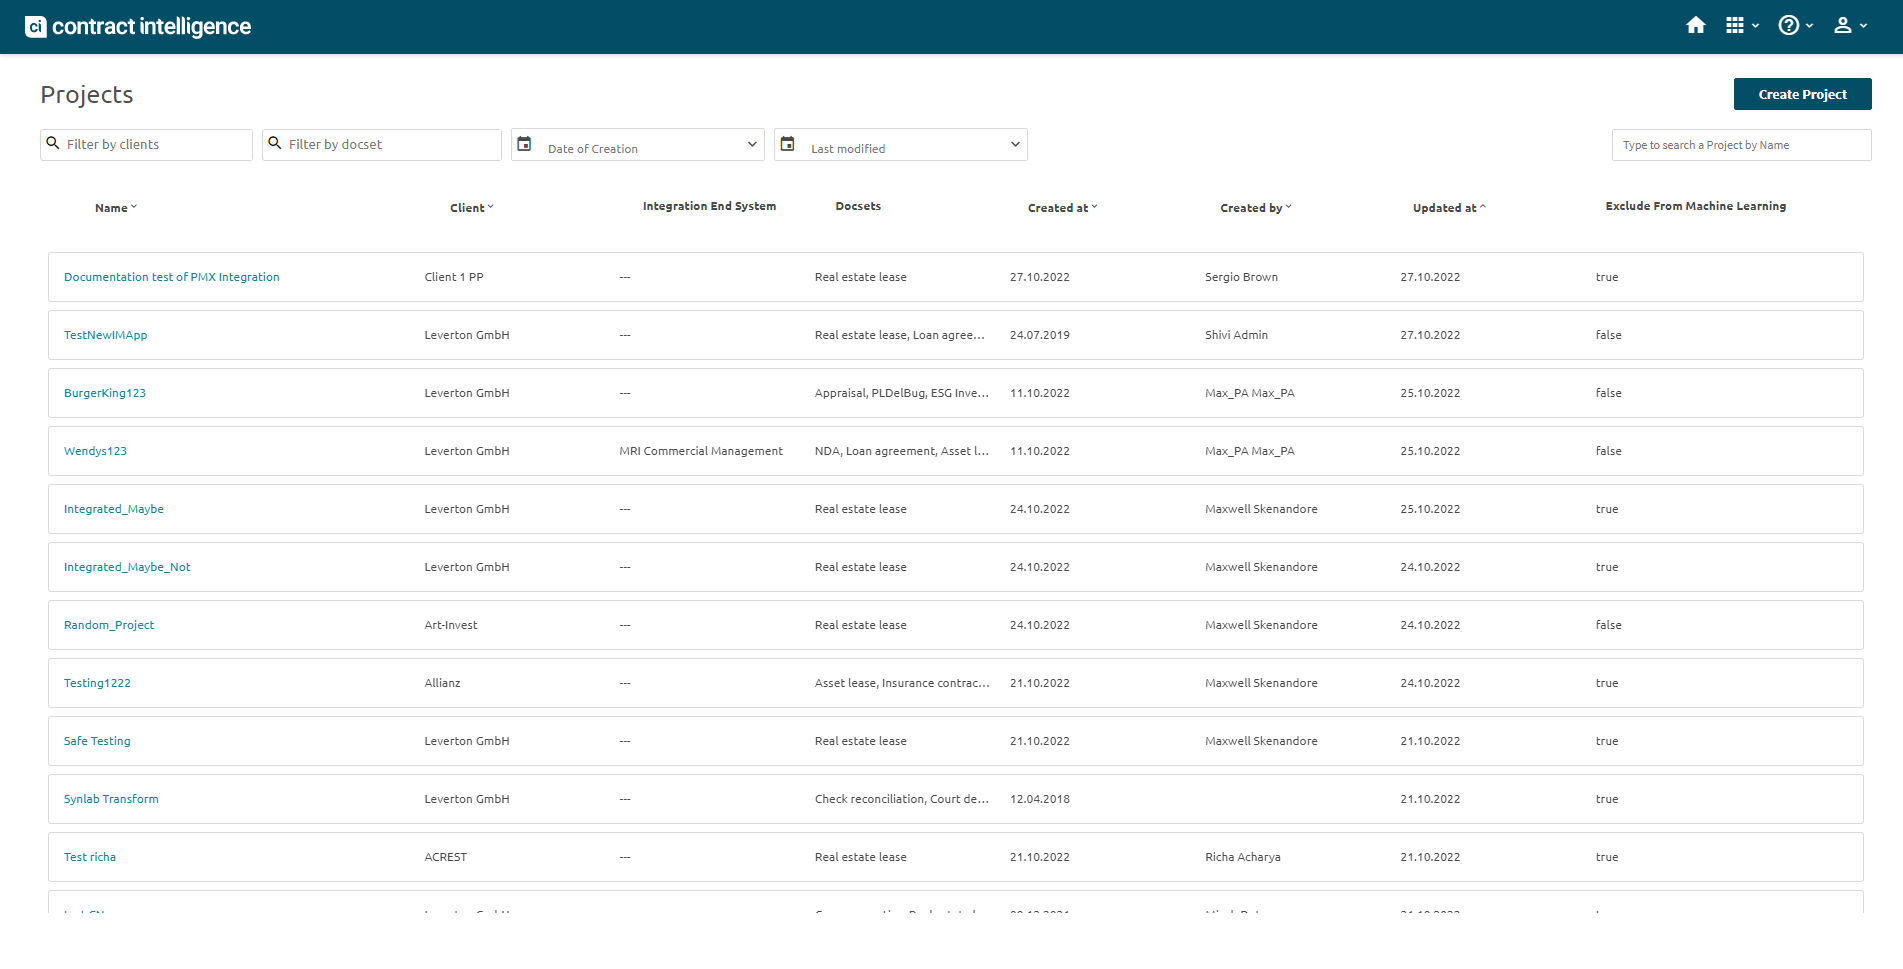 ci contract intelligence
Projects
Create Project
Filter by clients
Filter by docset
Date of Creation
Last modified
Type to search a Project by Name
Name Client Integration End System Docsets Created at Created by Updated at Exclude From Machine Learning
Documentation test of PMX Integration Client 1 PP --- Real estate lease 27.10.2022 Sergio Brown 27.10.2022 true
TestNewIMApp Leverton GmbH --- Real estate lease, Loan agree... 24.07.2019 Shivi Admin 27.10.2022 false
BurgerKing123 Leverton GmbH --- Appraisal, PLDelBug, ESG Inve... 11.10.2022 Max_PA Max_PA 25.10.2022 false
Wendys123 Leverton GmbH MRI Commercial Management NDA, Loan agreement, Asset l... 11.10.2022 Max_PA Max_PA 25.10.2022 false
Integrated_Maybe Leverton GmbH --- Real estate lease 24.10.2022 Maxwell Skenandore 25.10.2022 true
Integrated_Maybe_Not Leverton GmbH --- Real estate lease 24.10.2022 Maxwell Skenandore 24.10.2022 true
Random_Project Art-Invest --- Real estate lease 24.10.2022 Maxwell Skenandore 24.10.2022 false
Testing1222 Allianz --- Asset lease, Insurance contrac... 21.10.2022 Maxwell Skenandore 24.10.2022 true
Safe Testing Leverton GmbH --- Real estate lease 21.10.2022 Maxwell Skenandore 21.10.2022 true
Synlab Transform Leverton GmbH --- Check reconciliation, Court de... 12.04.2018 21.10.2022 true
Test richa ACREST --- Real estate lease 21.10.2022 Richa Acharya 21.10.2022 true